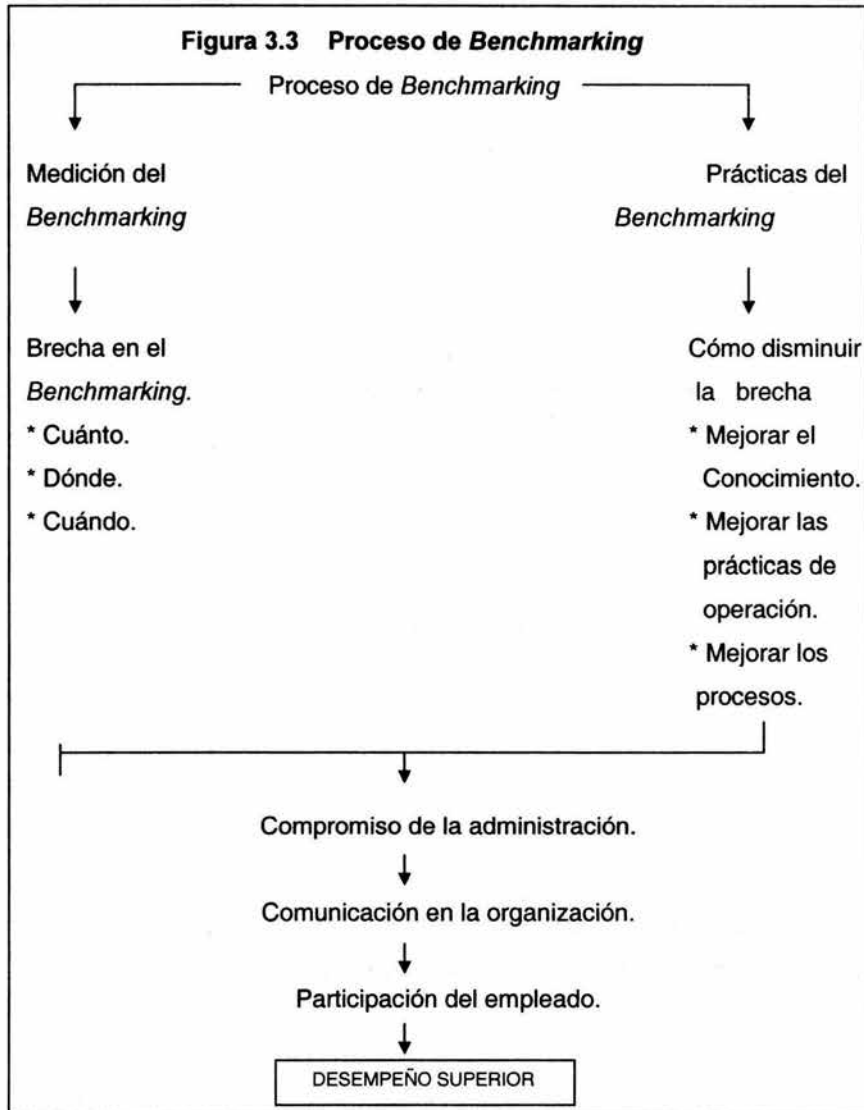 Figura 3.3 Proceso de Benchmarking
Proceso de Benchmarking
Medición del
Benchmarking
Prácticas del
Benchmarking
Brecha en el
Benchmarking.
* Cuánto.
* Dónde.
* Cuándo.
Cómo disminuir
la brecha
* Mejorar el
Conocimiento.
* Mejorar las
prácticas de
operación.
* Mejorar los
procesos.
Compromiso de la administración.
Comunicación en la organización.
Participación del empleado.
DESEMPEÑO SUPERIOR